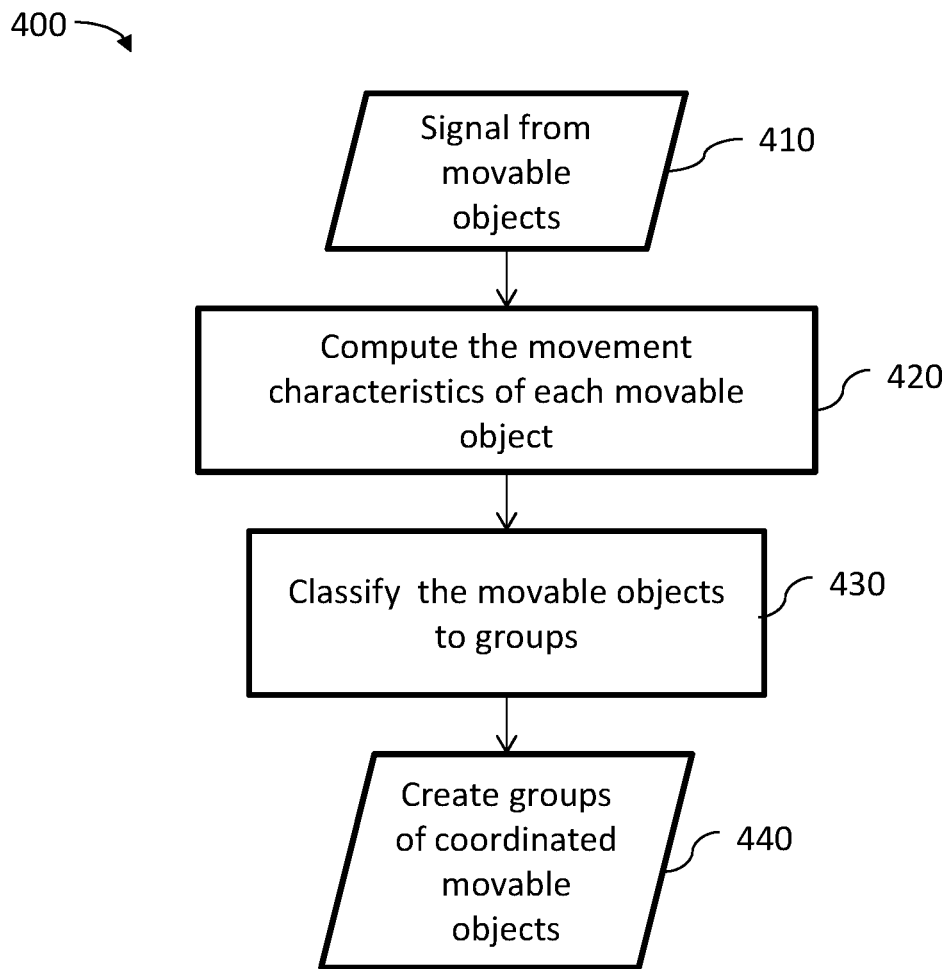 400
Signal from
movable
objects
410
Compute the movement
characteristics of each movable
object
420
Classify the movable objects
to groups
430
Create groups
of coordinated
movable
objects
440